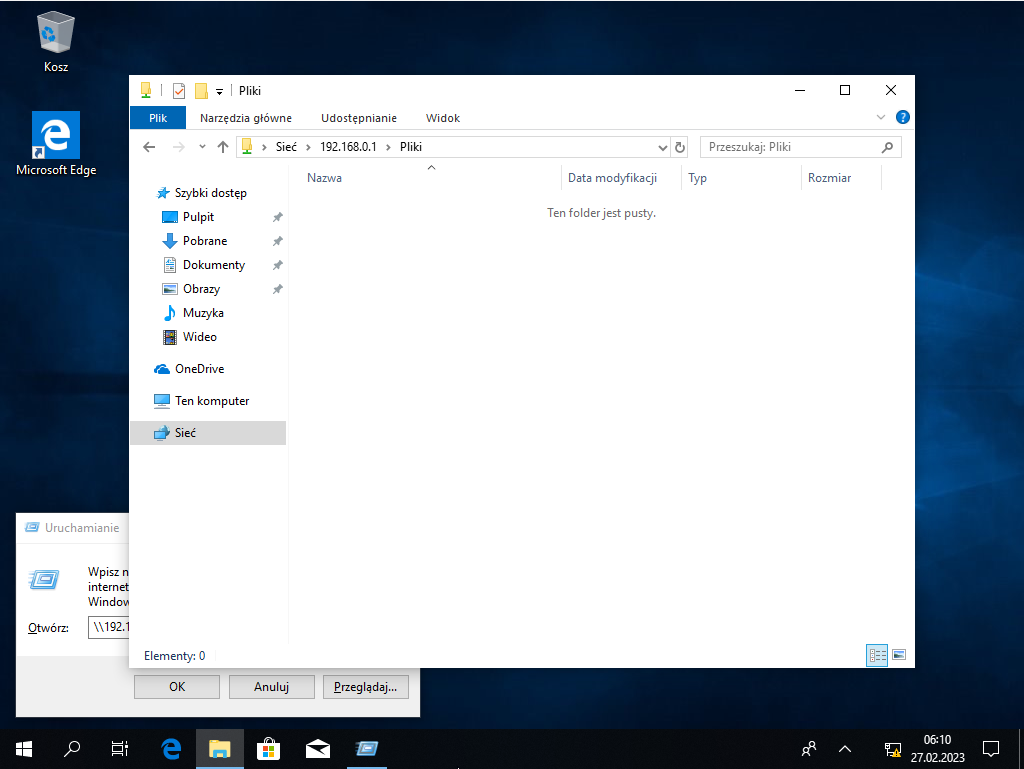 Kosz
Microsoft Edge
Pliki
Plik Narzędzia główne Udostępnianie Widok
Sieć 192.168.0.1 Pliki
Przeszukaj: Pliki
Nazwa Data modyfikacji Typ Rozmiar
Ten folder jest pusty.
Szybki dostęp
Pulpit
Pobrane
Dokumenty
Obrazy
Muzyka
Wideo
OneDrive
Ten komputer
Sieć
Elementy: 0
Uruchamianie
Wpisz n
internet
Window
Otwórz: \\192.1
OK Anuluj Przeglądaj...
06:10
27.02.2023